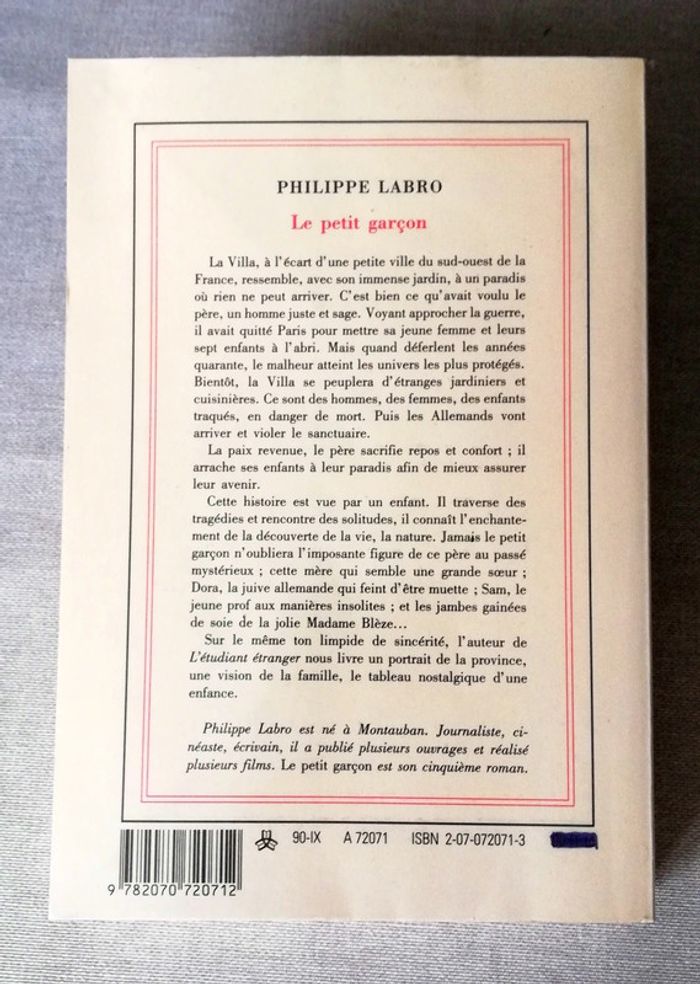 PHILIPPE LABRO
Le petit garçon
La Villa, à l'écart d'une petite ville du sud-ouest de la
France, ressemble, avec son immense jardin, à un paradis
où rien ne peut arriver. C'est bien ce qu'avait voulu le
père, un homme juste et sage. Voyant approcher la guerre,
il avait quitté Paris pour mettre sa jeune femme et leurs
sept enfants à l'abri. Mais quand déferlent les années
quarante, le malheur atteint les univers les plus protégés.
Bientôt, la Villa se peuplera d'étranges jardiniers et
cuisinières. Ce sont des hommes, des femmes, des enfants
traqués, en danger de mort. Puis les Allemands vont
arriver et violer le sanctuaire.
La paix revenue, le père sacrifie repos et confort ; il
arrache ses enfants à leur paradis afin de mieux assurer
leur avenir.
Cette histoire est vue par un enfant. Il traverse des
tragédies et rencontre des solitudes, il connaît l'enchante-
ment de la découverte de la vie, la nature. Jamais le petit
garçon n'oubliera l'imposante figure de ce père au passé
mystérieux ; cette mère qui semble une grande sœur ;
Dora, la juive allemande qui feint d'être muette ; Sam, le
jeune prof aux manières insolites ; et les jambes gainées
de soie de la jolie Madame Blèze...
Sur le même ton limpide de sincérité, l'auteur de
L'étudiant étranger nous livre un portrait de la province,
une vision de la famille, le tableau nostalgique d'une
enfance.
Philippe Labro est né à Montauban. Journaliste, ci-
néaste, écrivain, il a publié plusieurs ouvrages et réalisé
plusieurs films. Le petit garçon est son cinquième roman.
90-IX A 72071 ISBN 2-07-072071-3
9 782070 720712